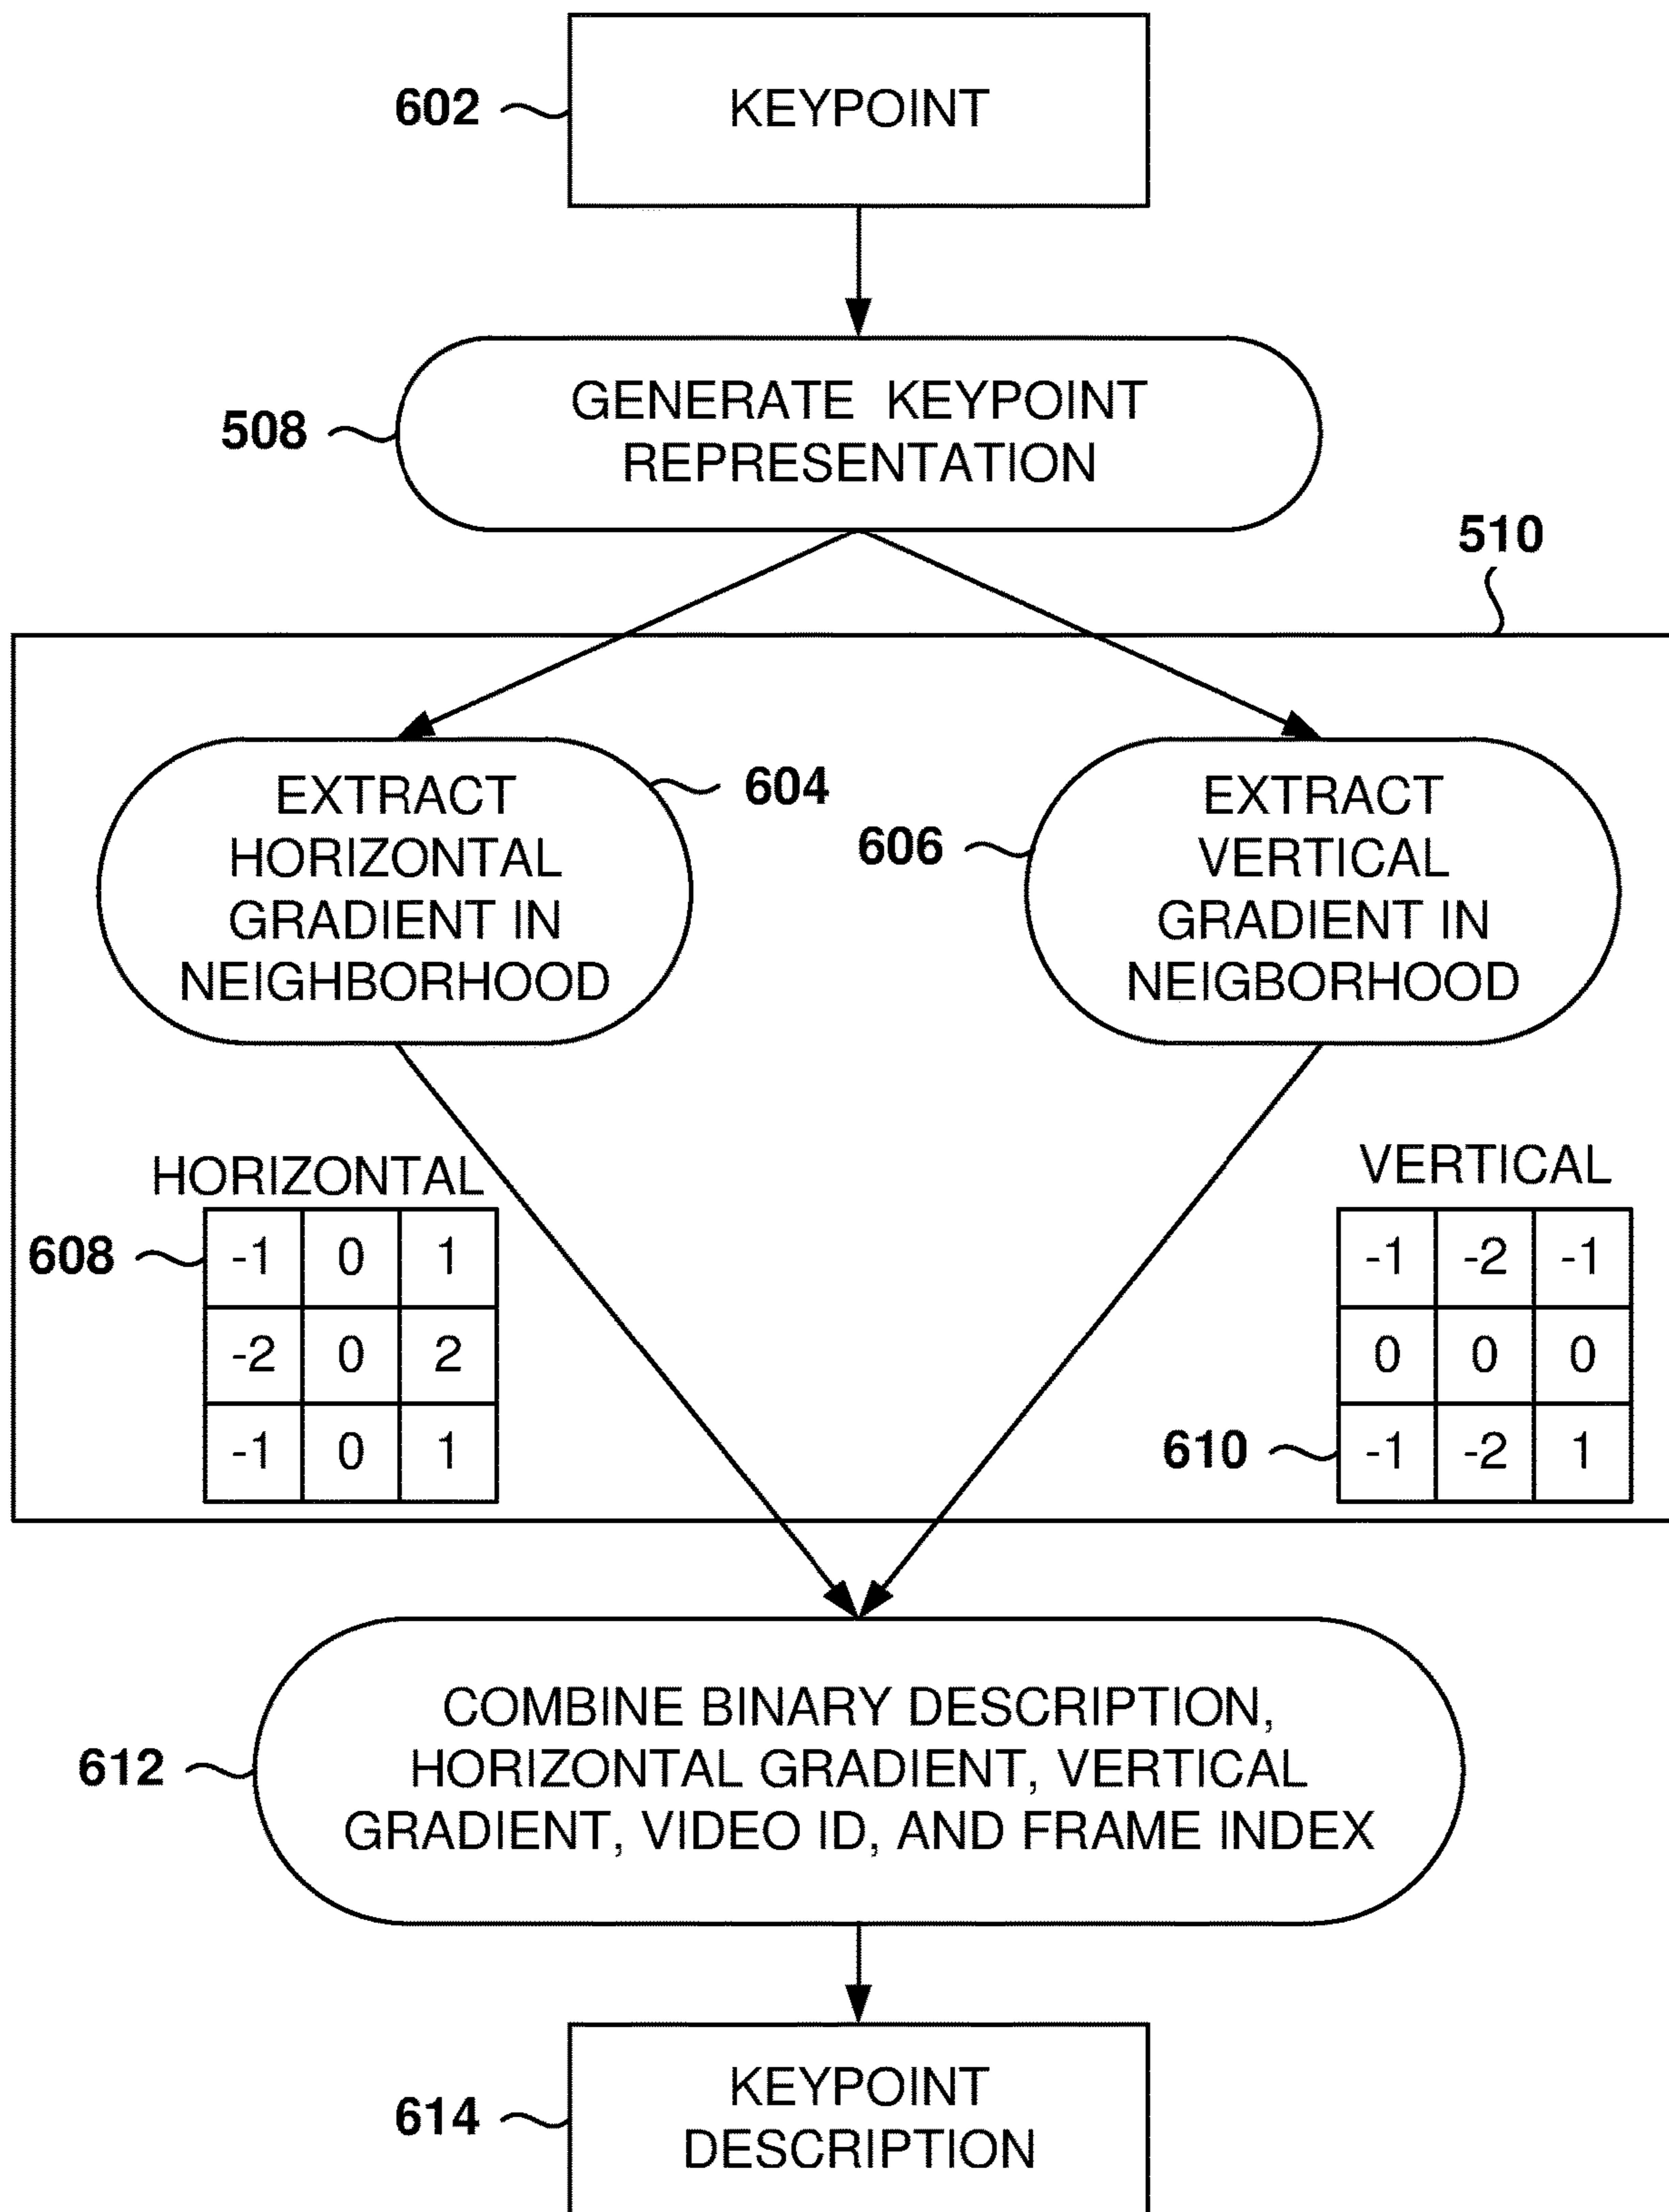 602
KEYPOINT
508
GENERATE KEYPOINT
REPRESENTATION
510
EXTRACT
HORIZONTAL
GRADIENT IN
NEIGHBORHOOD
604
606
EXTRACT
VERTICAL
GRADIENT IN
NEIGBORHOOD
HORIZONTAL
608
-1 0 1
-2 0 2
-1 0 1
VERTICAL
-1 -2 -1
0 0 0
610
-1 -2 1
612
COMBINE BINARY DESCRIPTION,
HORIZONTAL GRADIENT, VERTICAL
GRADIENT, VIDEO ID, AND FRAME INDEX
614
KEYPOINT
DESCRIPTION